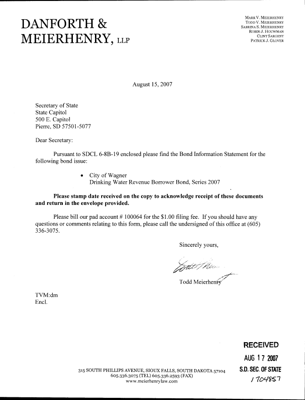 DANFORTH &
MEIERHENRY, LLP
MARK V. MEIERHENRY
TODD V. MEIERHENRY
SABRINA B. MEIERHENRY
ROBIN J. HOUWMAN
CLINT SARGENT
PATRICK J. GLOVER
August 15, 2007
Secretary of State
State Capitol
500 E. Capitol
Pierre, SD 57501-5077
Dear Secretary:
Pursuant to SDCL 6-8B-19 enclosed please find the Bond Information Statement for the
following bond issue:
• City of Wagner
Drinking Water Revenue Borrower Bond, Series 2007
Please stamp date received on the copy to acknowledge receipt of these documents
and return in the envelope provided.
Please bill our pad account # 100064 for the $1.00 filing fee. If you should have any
questions or comments relating to this form, please call the undersigned of this office at (605)
336-3075.
Sincerely yours,
Todd Meierhenry
TVM:dm
Encl.
RECEIVED
AUG 17 2007
S.D. SEC. OF STATE
1704857
315 SOUTH PHILLIPS AVENUE, SIOUX FALLS, SOUTH DAKOTA 57104
605.336.3075 (TEL) 605.336.2593 (FAX)
www.meierhenrylaw.com